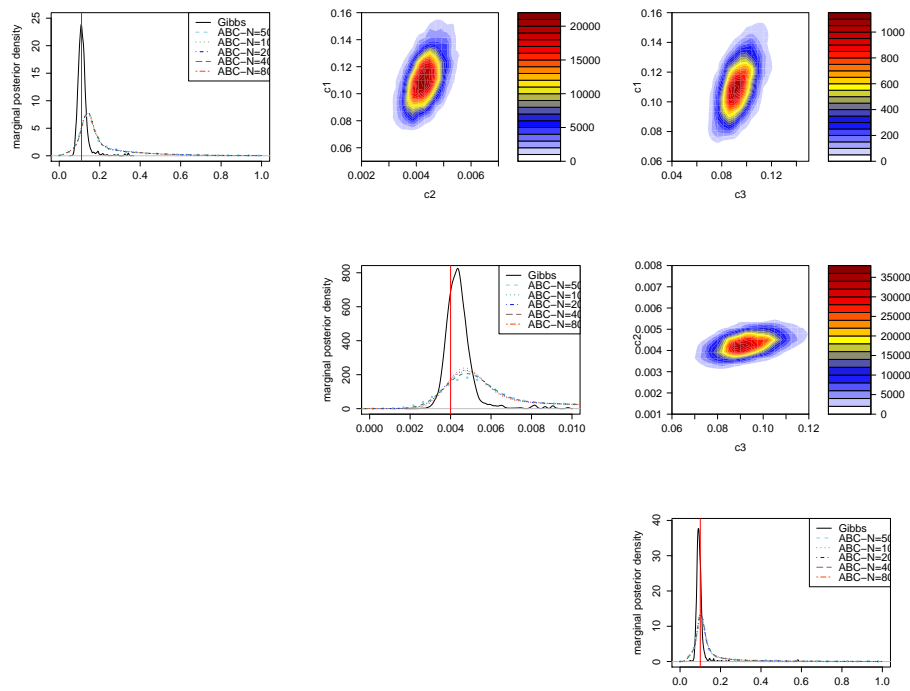 marginal posterior density
0 5 10 15 20 25
0.0 0.2 0.4 0.6 0.8 1.0
Gibbs
ABC−N=50
ABC−N=10
ABC−N=20
ABC−N=40
ABC−N=80
c1
0.06 0.08 0.10 0.12 0.14 0.16
0.002 0.004 0.006
c2
0 5000 10000 15000 20000
c1
0.06 0.08 0.10 0.12 0.14 0.16
0.04 0.08 0.12
c3
0 200 400 600 800 1000
marginal posterior density
0 200 400 600 800
0.000 0.002 0.004 0.006 0.008 0.010
Gibbs
ABC−N=50
ABC−N=10
ABC−N=20
ABC−N=40
ABC−N=80
c2
0.001 0.002 0.003 0.004 0.005 0.006 0.007 0.008
0.06 0.08 0.10 0.12
c3
0 5000 10000 15000 20000 25000 30000 35000
marginal posterior density
0 10 20 30 40
0.0 0.2 0.4 0.6 0.8 1.0
Gibbs
ABC−N=50
ABC−N=10
ABC−N=20
ABC−N=40
ABC−N=80